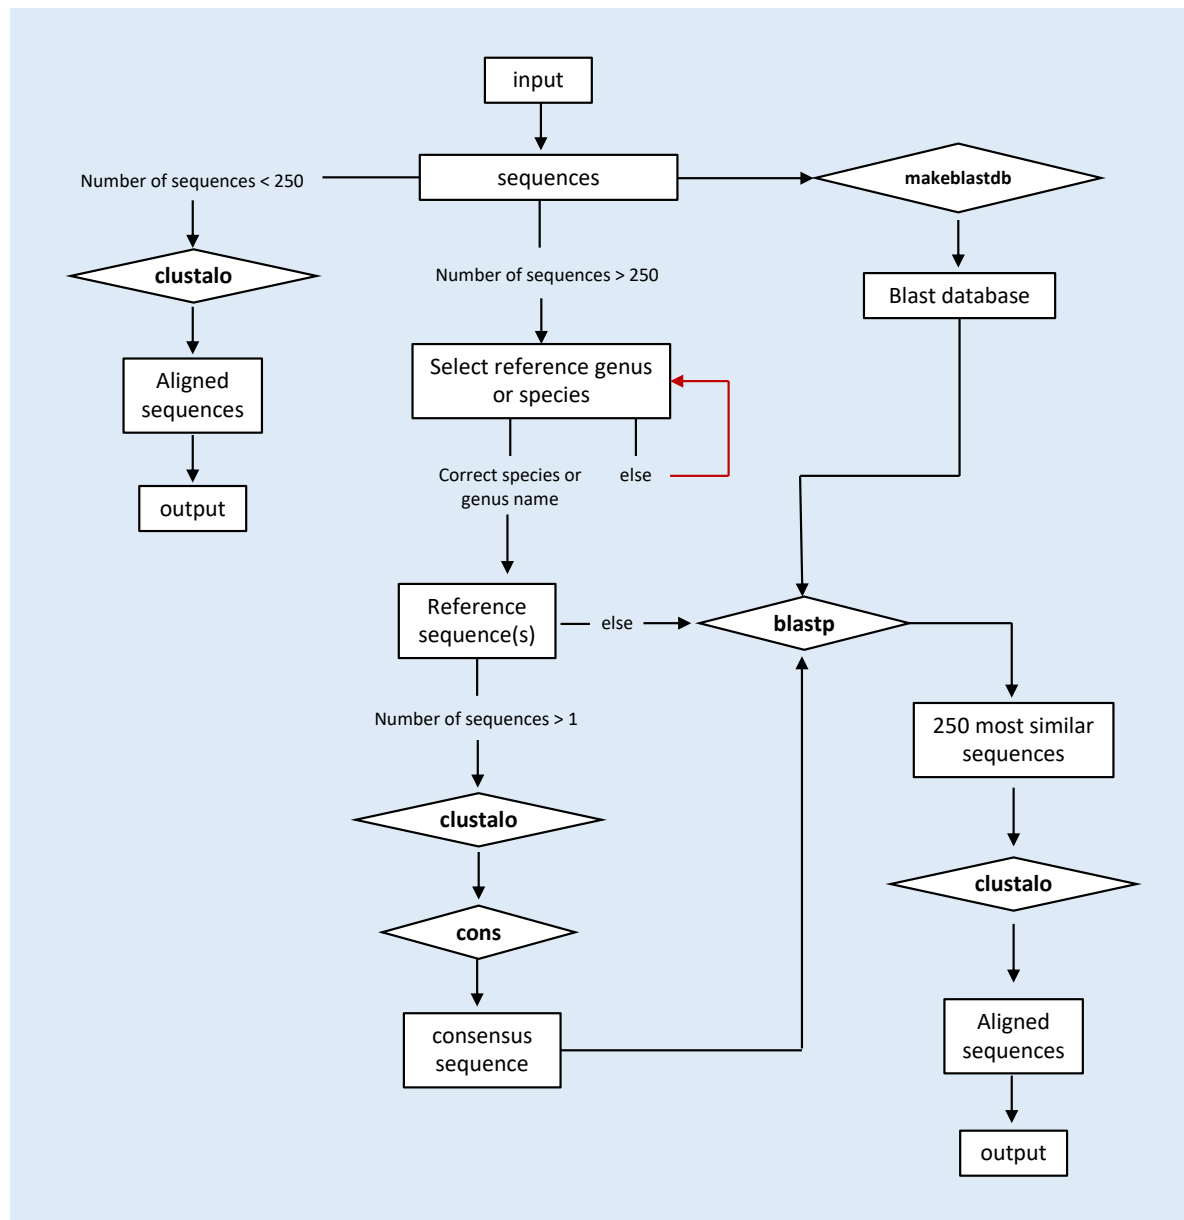 input
Number of sequences < 250
sequences
makeblastdb
clustalo
Number of sequences > 250
Blast database
Aligned
sequences
Select reference genus
or species
output
Correct species or
genus name
else
Reference
sequence(s)
else
blastp
Number of sequences > 1
250 most similar
sequences
clustalo
clustalo
cons
consensus
sequence
Aligned
sequences
output